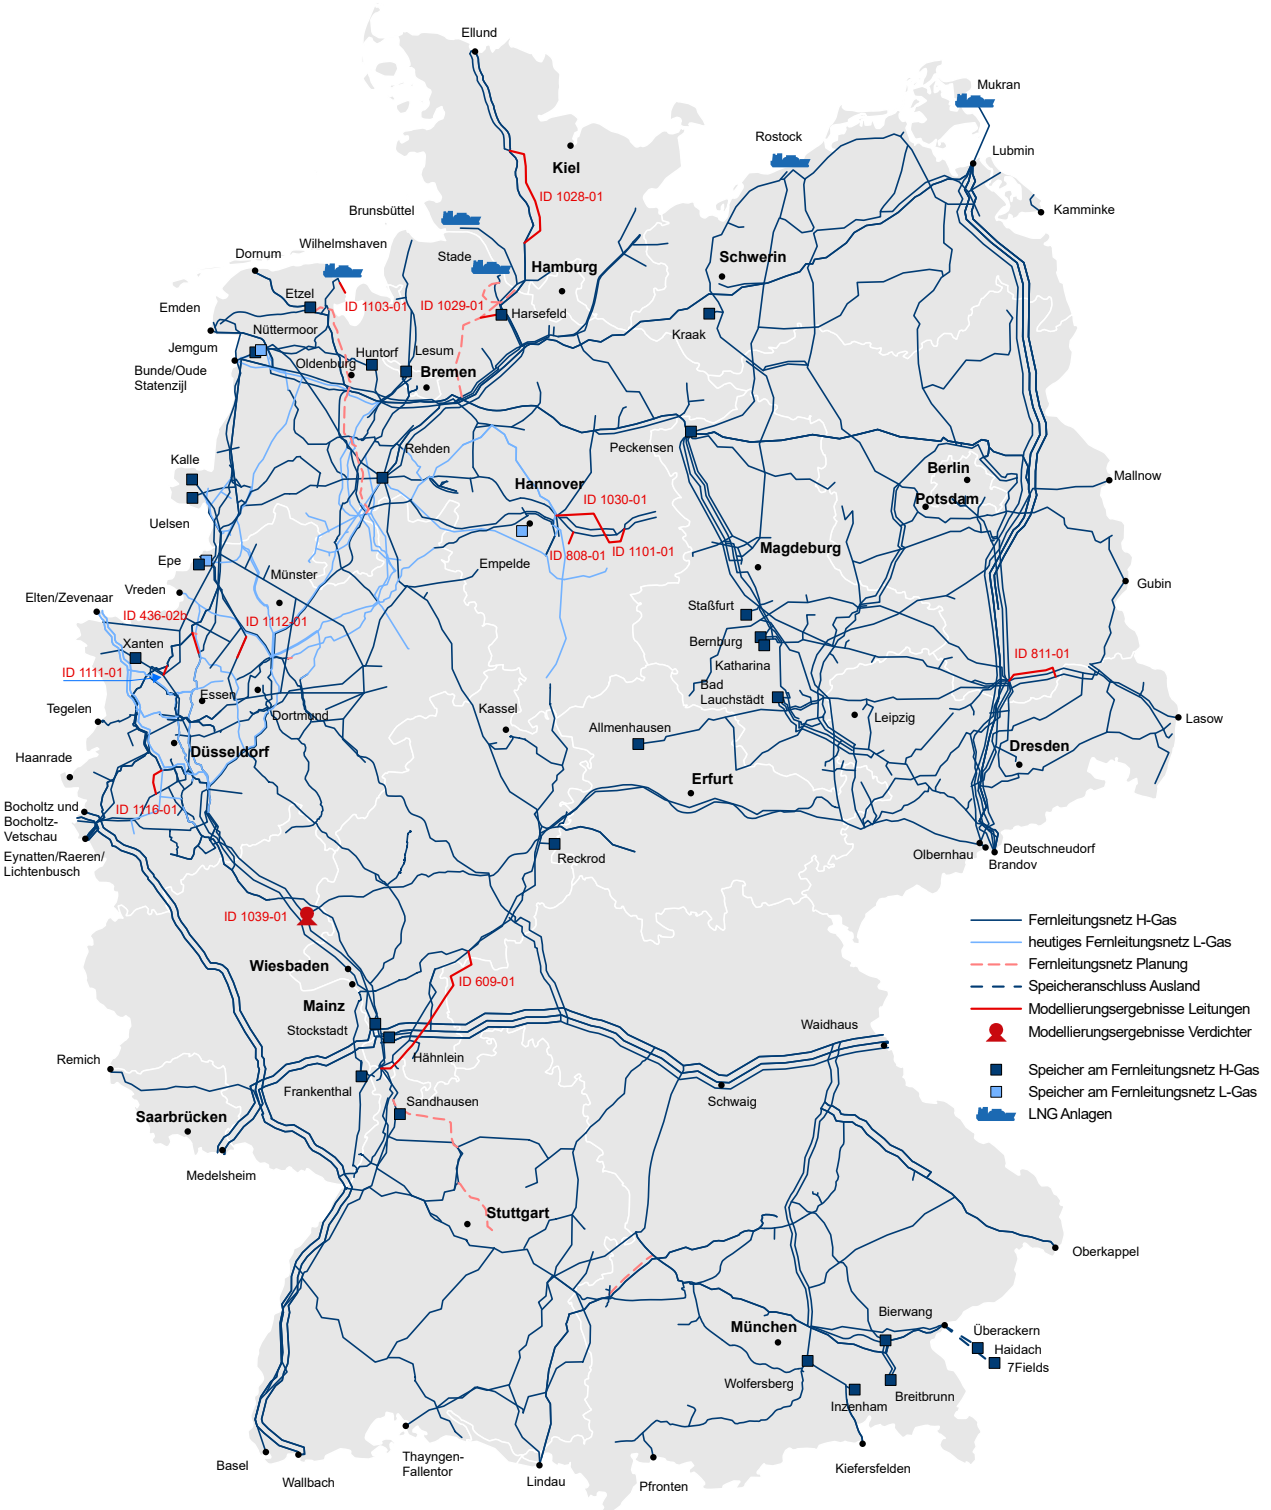 Ellund
Mukran
Rostock
Lubmin
Kiel
ID 1028-01
Kamminke
Brunsbüttel
Wilhelmshaven
Dornum
Stade
Hamburg
Schwerin
Etzel
ID 1103-01
ID 1029-01
Harsefeld
Emden
Nüttermoor
Kraak
Jemgum
Huntorf
Lesum
Oldenburg
Bremen
Bunde/Oude
Statenzijl
Rehden
Peckensen
Kalle
Berlin
Mallnow
Hannover
Potsdam
ID 1030-01
Uelsen
ID 808-01
ID 1101-01
Magdeburg
Epe
Empelde
Münster
Gubin
Vreden
Elten/Zevenaar
Staßfurt
ID 436-02b
ID 1112-01
Xanten
Bernburg
ID 811-01
Katharina
ID 1111-01
Bad
Lauchstädt
Essen
Tegelen
Dortmund
Kassel
Leipzig
Lasow
Allmenhausen
Düsseldorf
Dresden
Haanrade
Erfurt
Bocholtz und
Bocholtz-
Vetschau
ID 1116-01
Eynatten/Raeren/
Lichtenbusch
Reckrod
Olbernhau
Deutschneudorf
Brandov
ID 1039-01
Fernleitungsnetz H-Gas
heutiges Fernleitungsnetz L-Gas
Fernleitungsnetz Planung
Speicheranschluss Ausland
Modellierungsergebnisse Leitungen
Modellierungsergebnisse Verdichter
Speicher am Fernleitungsnetz H-Gas
Speicher am Fernleitungsnetz L-Gas
LNG Anlagen
Wiesbaden
ID 609-01
Mainz
Stockstadt
Waidhaus
Remich
Hähnlein
Frankenthal
Sandhausen
Schwaig
Saarbrücken
Medelsheim
Stuttgart
Oberkappel
Bierwang
München
Überackern
Haidach
7Fields
Wolfersberg
Breitbrunn
Inzenham
Basel
Wallbach
Thayngen-
Fallentor
Lindau
Pfronten
Kiefersfelden